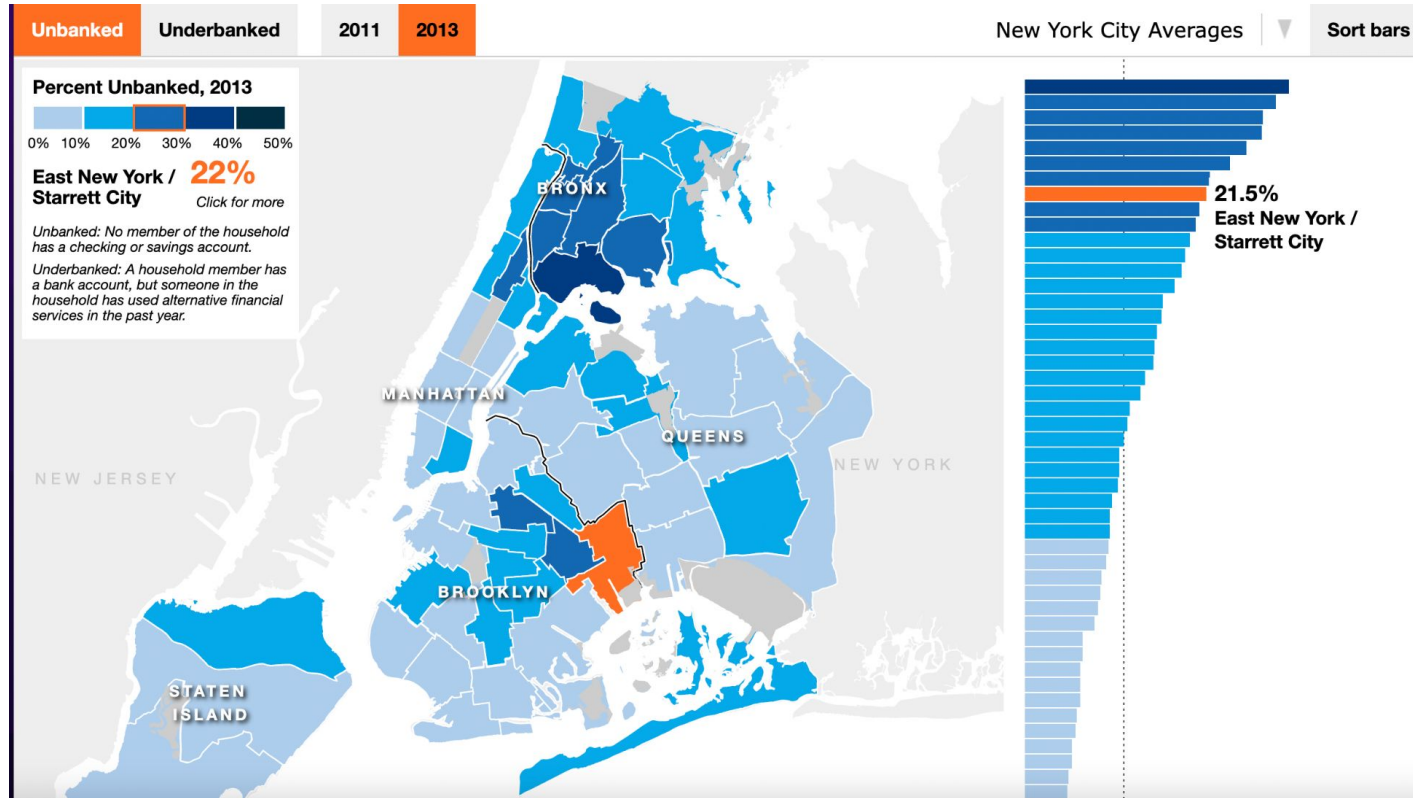 Unbanked
Underbanked
2011
2013
New York City Averages
Sort bars
Percent Unbanked, 2013
0% 10% 20% 30% 40% 50%
East New York /
Starrett City
22%
Click for more
Unbanked: No member of the household
has a checking or savings account.
Underbanked: A household member has
a bank account, but someone in the
household has used alternative financial
services in the past year.
BRONX
MANHATTAN
QUEENS
NEW JERSEY
NEW YORK
BROOKLYN
STATEN
ISLAND
21.5%
East New York /
Starrett City